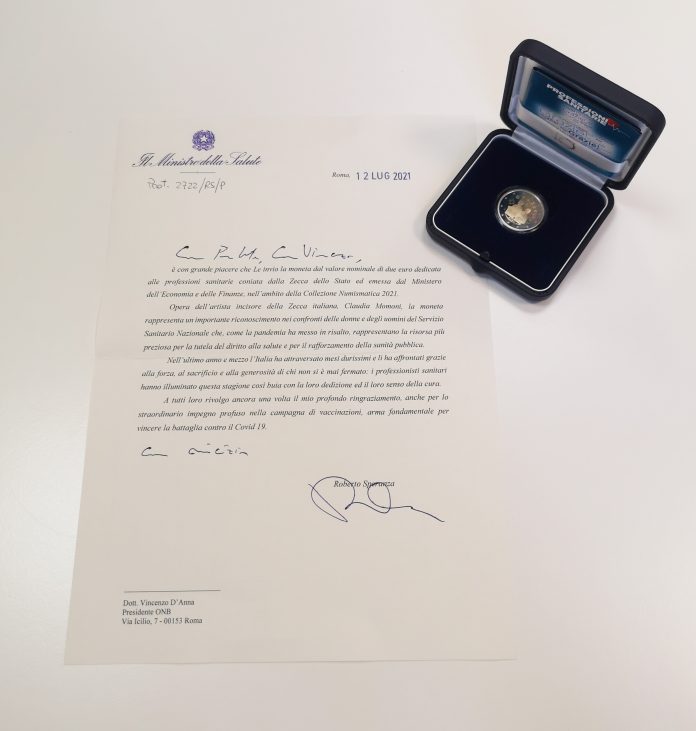 Il Ministro della Salute
Prot. 2722/RS/P
Roma, 12 LUG 2021
Caro Presidente, Caro Vincenzo,
è con grande piacere che Le invio la moneta dal valore nominale di due euro dedicata
alle professioni sanitarie coniata dalla Zecca dello Stato ed emessa dal Ministero
dell'Economia e delle Finanze, nell'ambito della Collezione Numismatica 2021.
Opera dell'artista incisore della Zecca italiana, Claudia Momoni, la moneta
rappresenta un importante riconoscimento nei confronti delle donne e degli uomini del Servizio
Sanitario Nazionale che, come la pandemia ha messo in risalto, rappresentano la risorsa più
preziosa per la tutela del diritto alla salute e per il rafforzamento della sanità pubblica.
Nell'ultimo anno e mezzo l'Italia ha attraversato mesi durissimi e li ha affrontati grazie
alla forza, al sacrificio e alla generosità di chi non si è mai fermato: i professionisti sanitari
hanno illuminato questa stagione così buia con la loro dedizione ed il loro senso della cura.
A tutti loro rivolgo ancora una volta il mio profondo ringraziamento, anche per lo
straordinario impegno profuso nella campagna di vaccinazioni, arma fondamentale per
vincere la battaglia contro il Covid 19.
Con amicizia
Roberto Speranza
Dott. Vincenzo D'Anna
Presidente ONB
Via Icilio, 7 - 00153 Roma
PROFESSIONI
SANITARIE